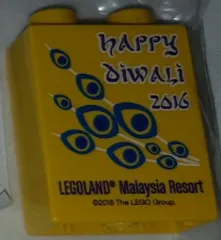 HAPPY
DiWALi
2016
LEGOLAND® Malaysia Resort
©2016 The LEGO Group.